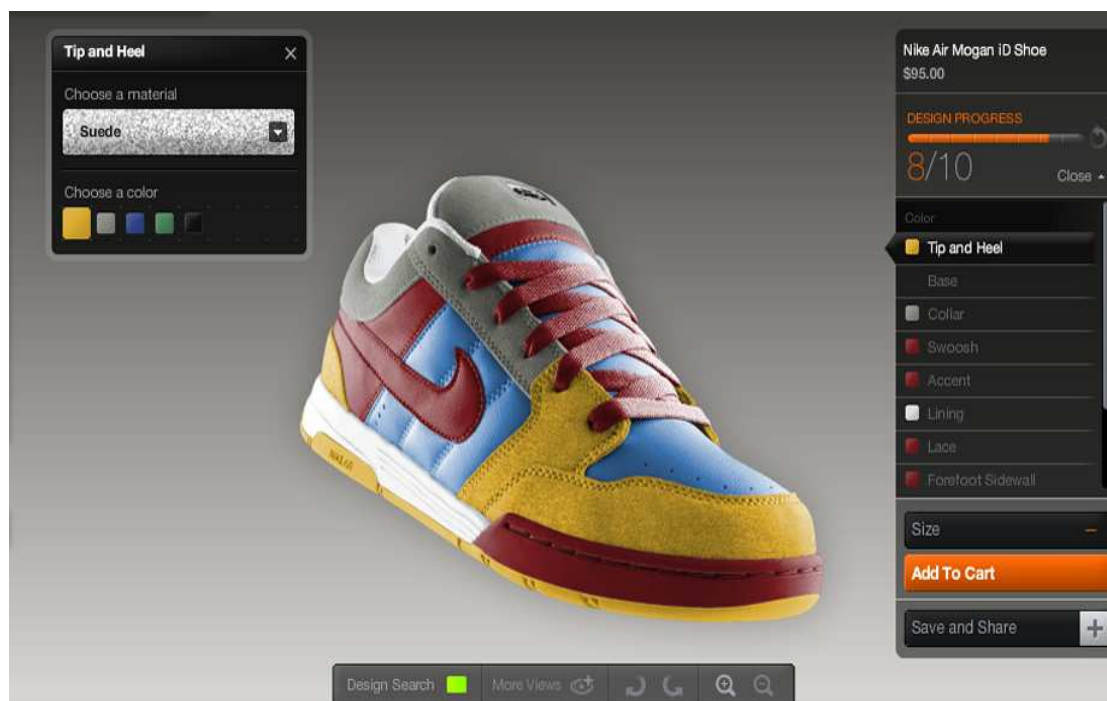 Tip and Heel
Choose a material
Suede
Choose a color
Nike Air Mogan iD Shoe
$95.00
DESIGN PROGRESS
8/10
Close
Color
Tip and Heel
Base
Collar
Swoosh
Accent
Lining
Lace
Forefoot Sidewall
Size
Add To Cart
Save and Share
NIKE AIR
Design Search
More Views